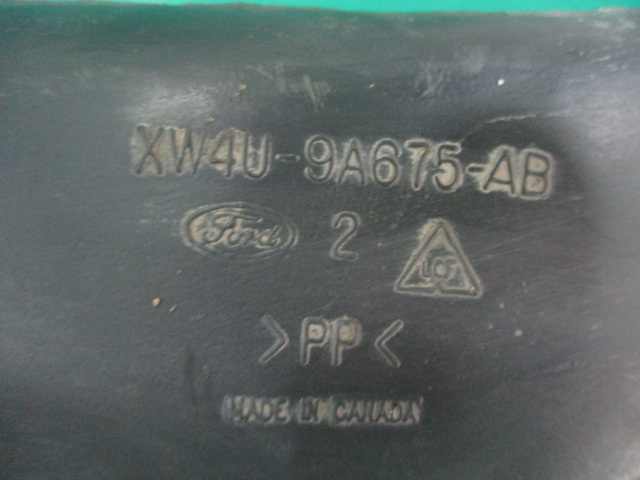 XW4U-9A675-AB
Ford 2
>PP<
MADE IN CANADA